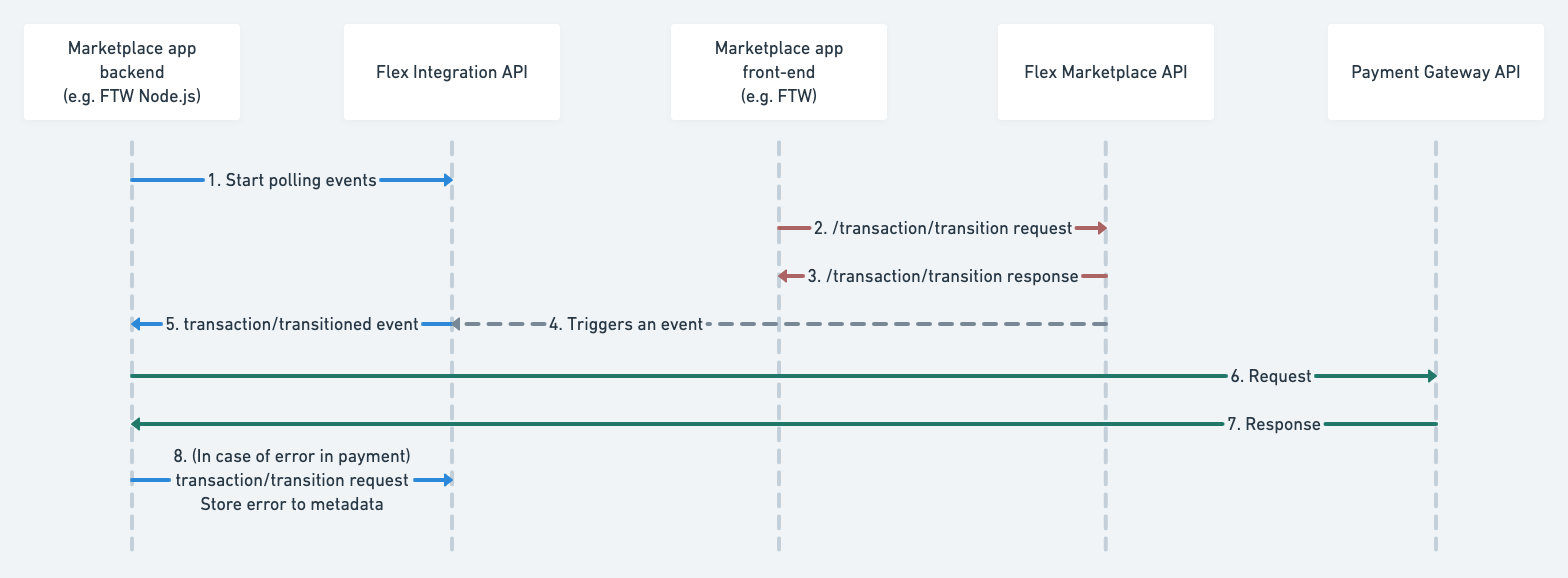 Marketplace app
backend
(e.g. FTW Node.js)
Flex Integration API
Marketplace app
front-end
(e.g. FTW)
Flex Marketplace API
Payment Gateway API
1. Start polling events
2. /transaction/transition request
3. /transaction/transition response
5. transaction/transitioned event
4. Triggers an event
6. Request
7. Response
8. (In case of error in payment)
transaction/transition request
Store error to metadata